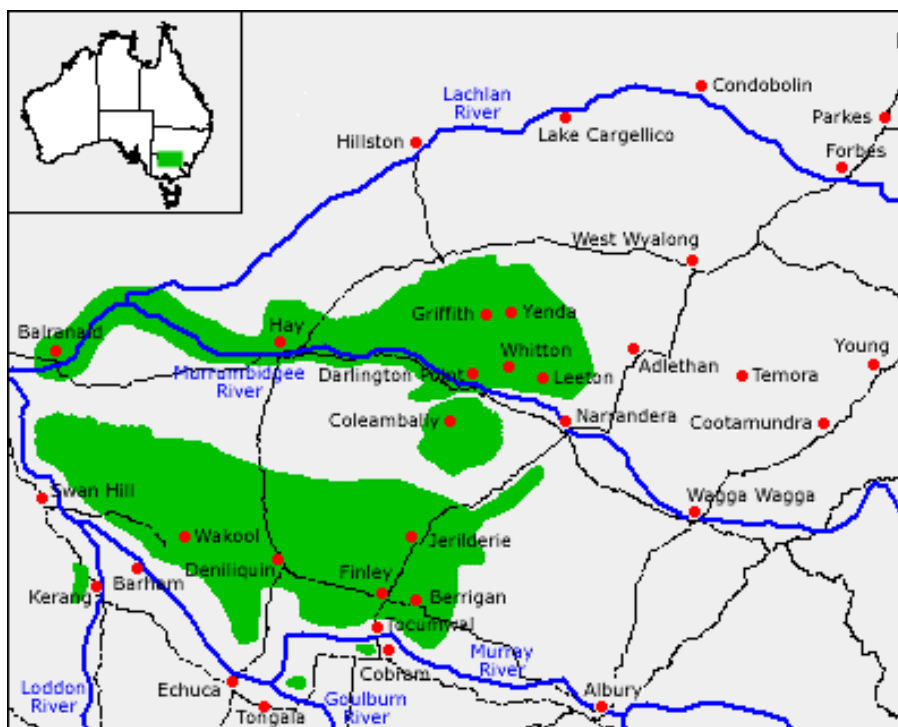 Condobolin
Lachlan
River
Parkes
Lake Cargellico
Hillston
Forbes
West Wyalong
Griffith
Yenda
Hay
Balranald
Whitton
Young
Adlethan
Murrumbidgee
River
Darlington Point
Leeton
Temora
Coleambally
Narrandera
Cootamundra
Swan Hill
Wagga Wagga
Wakool
Jerilderie
Deniliquin
Finley
Barham
Kerang
Berrigan
Tocumwal
Murray
River
Cobram
Loddon
River
Echuca
Goulburn
River
Albury
Tongala